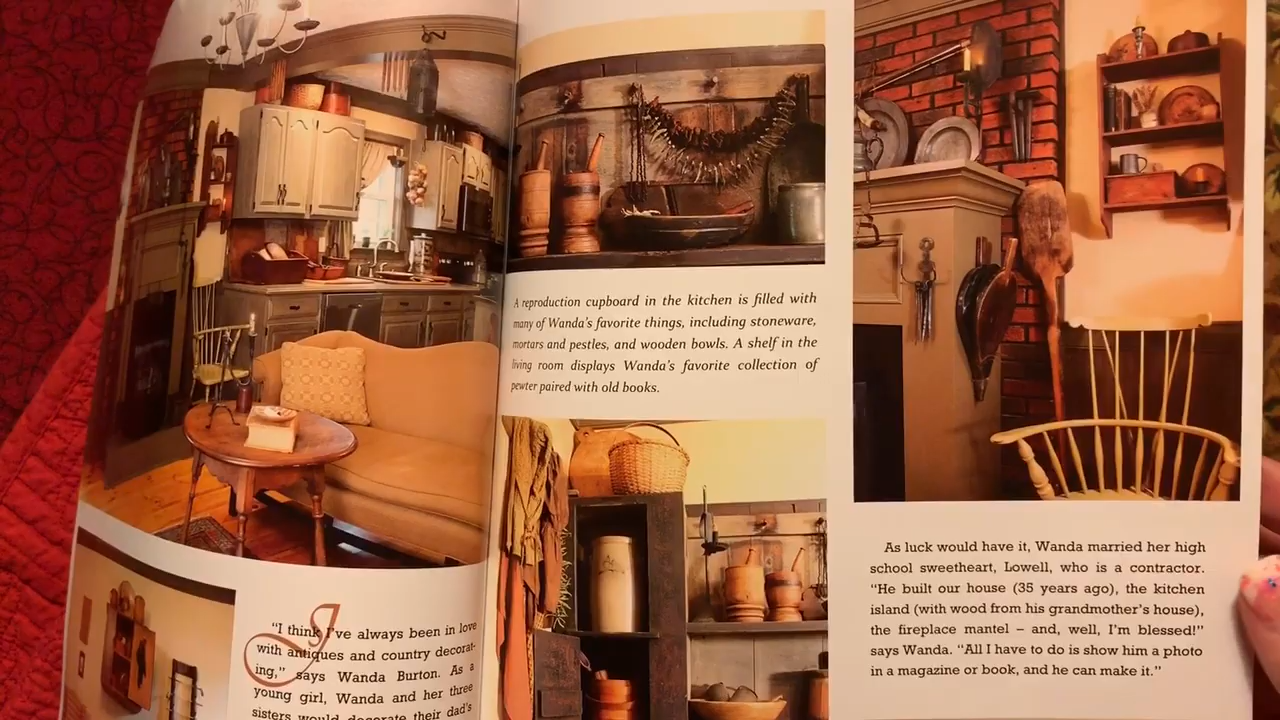 "I think I've always been in love
with antiques and country decorat-
ing," says Wanda Burton. As a
young girl, Wanda and her three
sisters would decorate their dad's
A reproduction cupboard in the kitchen is filled with
many of Wanda's favorite things, including stoneware,
mortars and pestles, and wooden bowls. A shelf in the
living room displays Wanda's favorite collection of
pewter paired with old books.
As luck would have it, Wanda married her high
school sweetheart, Lowell, who is a contractor.
"He built our house (35 years ago), the kitchen
island (with wood from his grandmother's house),
the fireplace mantel – and, well, I'm blessed!"
says Wanda. "All I have to do is show him a photo
in a magazine or book, and he can make it."